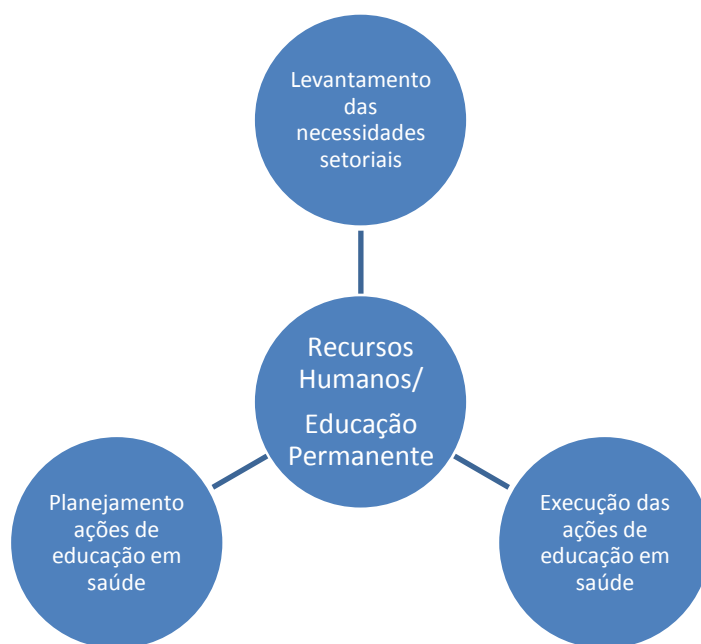 Levantamento
das
necessidades
setoriais
Recursos
Humanos/
Educação
Permanente
Planejamento
ações de
educação em
saúde
Execução das
ações de
educação em
saúde